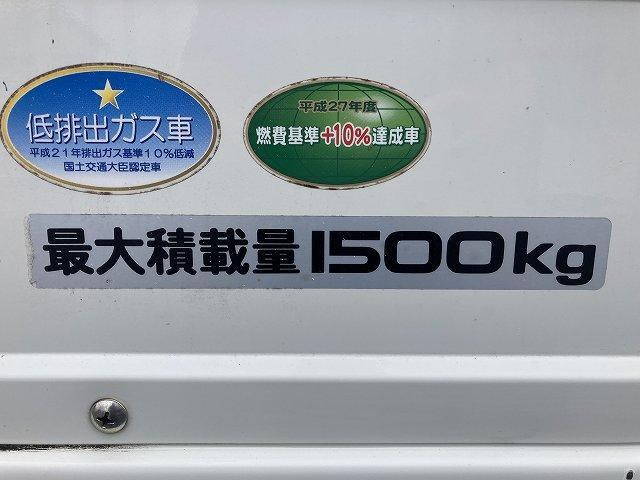 低排出ガス車
平成21年排出ガス基準10%低減
国土交通大臣認定車
平成27年度
燃費基準+10%達成車
最大積載量1500kg